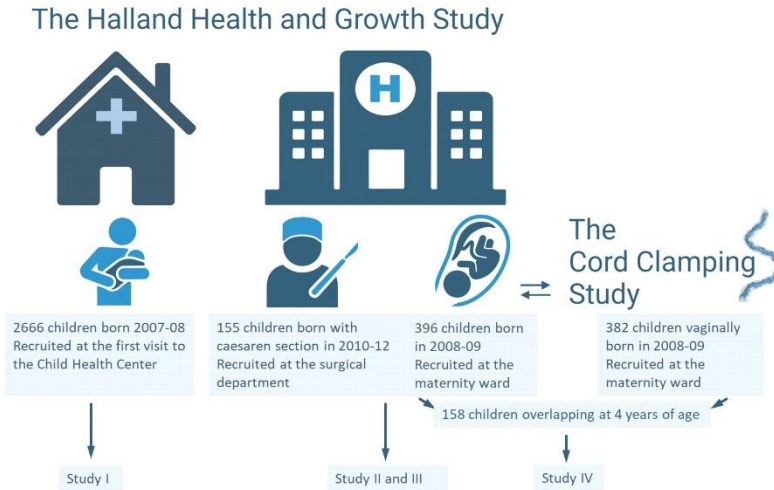 The Halland Health and Growth Study
H
The
Cord Clamping
Study
2666 children born 2007-08
Recruited at the first visit to
the Child Health Center
155 children born with
caesaren section in 2010-12
Recruited at the surgical
department
396 children born
in 2008-09
Recruited at the
maternity ward
382 children vaginally
born in 2008-09
Recruited at the
maternity ward
158 children overlapping at 4 years of age
Study I
Study II and III
Study IV